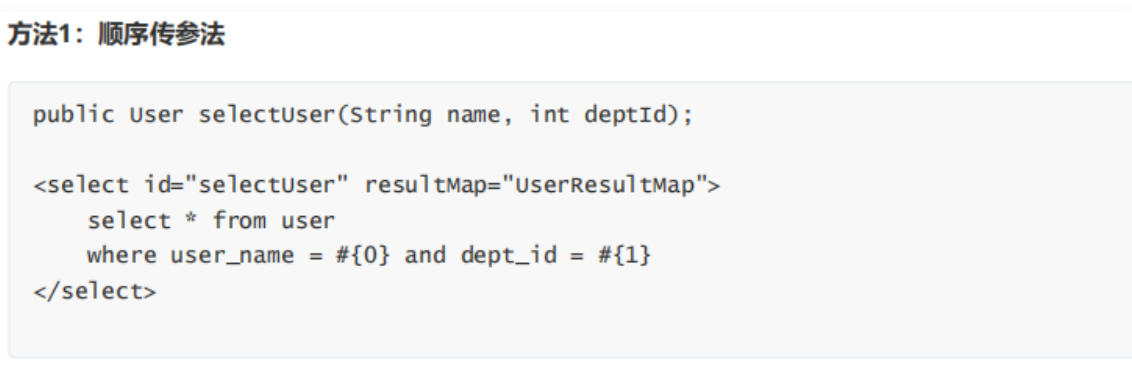 方法1：顺序传参法
public User selectUser(String name, int deptId);
<select id="selectUser" resultMap="UserResultMap">
    select * from user
    where user_name = #{0} and dept_id = #{1}
</select>